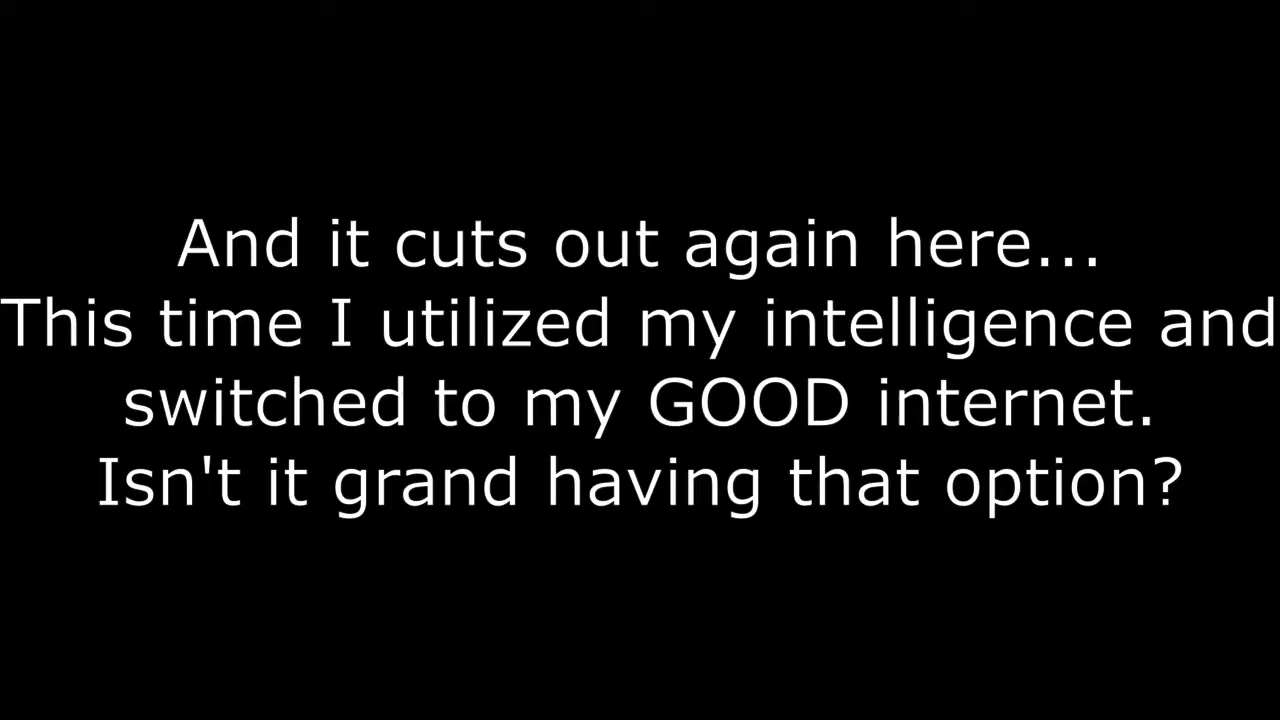 And it cuts out again here...
This time I utilized my intelligence and
switched to my GOOD internet.
Isn't it grand having that option?